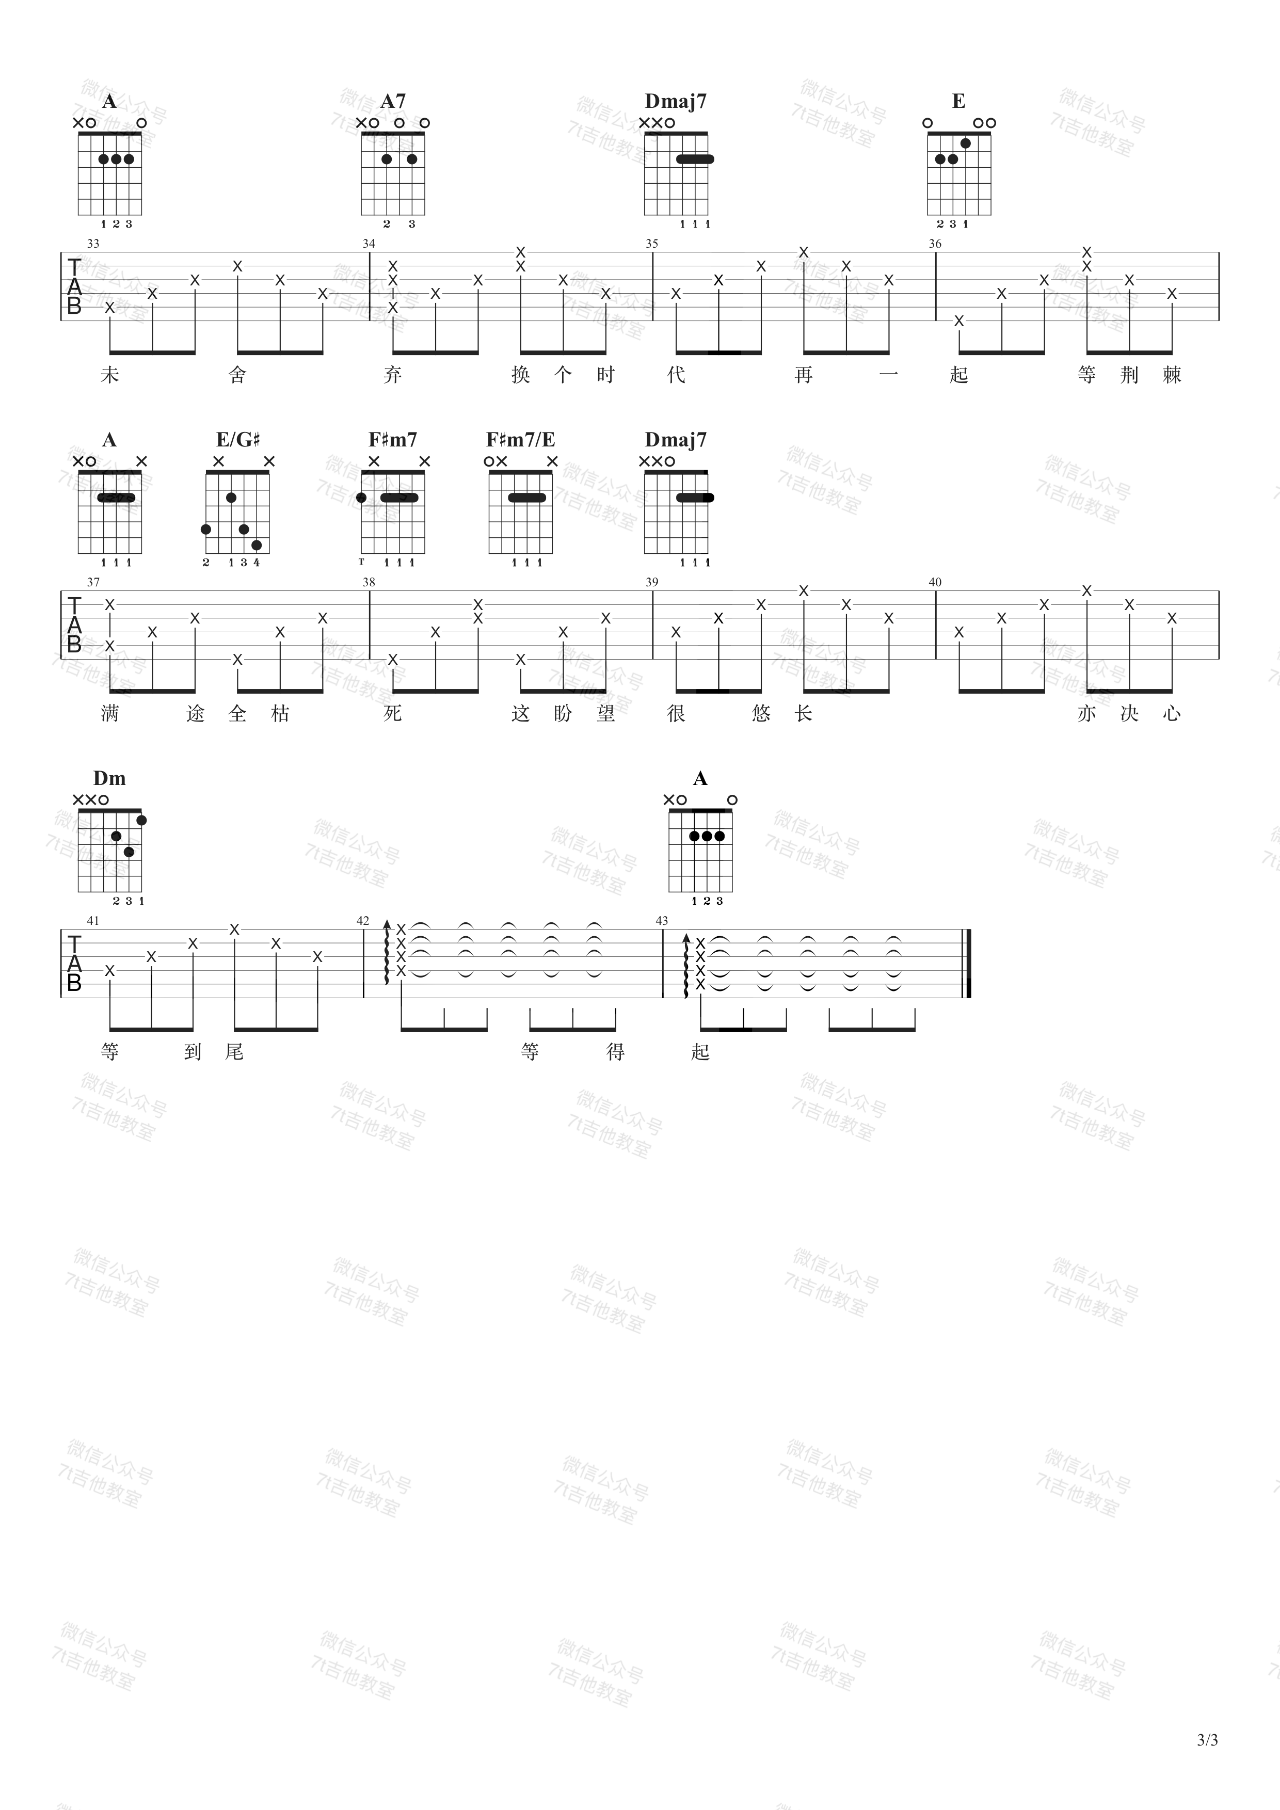 A A7 Dmaj7 E
1 2 3 2 3 1 1 1 2 3 1
33 34 35 36
T
A
B
未 舍 弃 换 个 时 代 再 一 起 等 荆 棘
A E/G♯ F♯m7 F♯m7/E Dmaj7
1 1 1 2 1 3 4 T 1 1 1 1 1 1 1 1 1
37 38 39 40
T
A
B
满 途 全 枯 死 这 盼 望 很 悠 长 亦 决 心
Dm A
2 3 1 1 2 3
41 42 43
T
A
B
等 到 尾 等 得 起
微信公众号
7t吉他教室
3/3